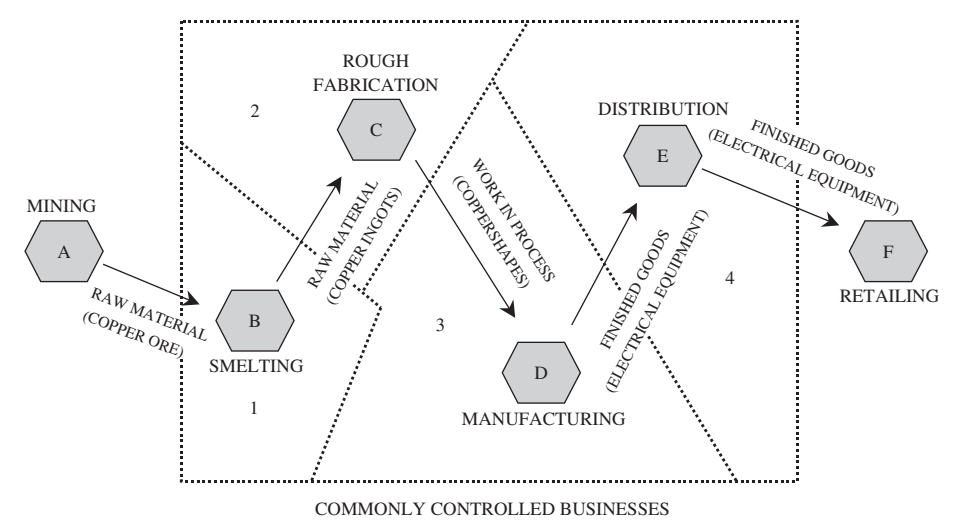 ROUGH
FABRICATION
2
C
DISTRIBUTION
E
FINISHED GOODS
(ELECTRICAL EQUIPMENT)
MINING
A
RAW MATERIAL
(COPPER ORE)
B
SMELTING
1
RAW MATERIAL
(COPPER INGOTS)
WORK IN PROCESS
(COPPERSHAPES)
3
D
MANUFACTURING
FINISHED GOODS
(ELECTRICAL EQUIPMENT)
4
F
RETAILING
COMMONLY CONTROLLED BUSINESSES